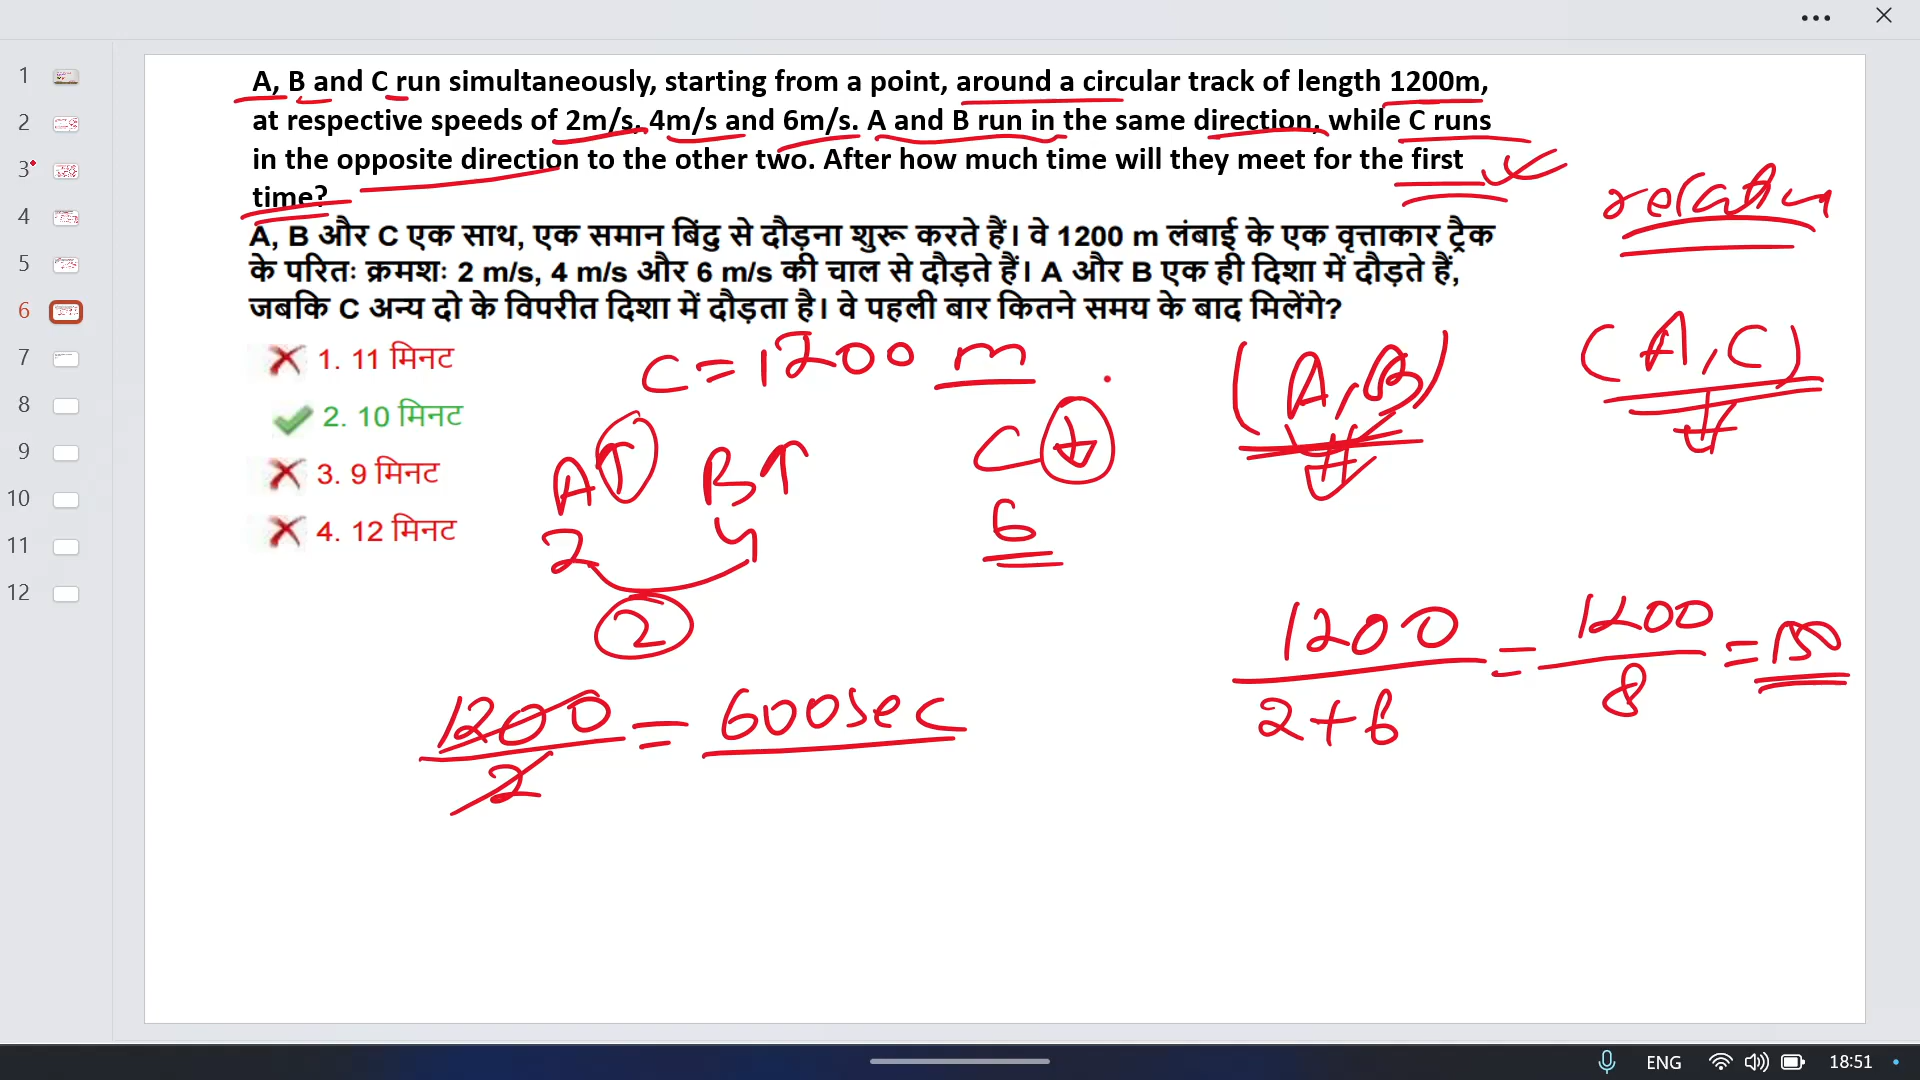 A, B and C run simultaneously, starting from a point, around a circular track of length 1200m,
at respective speeds of 2m/s, 4m/s and 6m/s. A and B run in the same direction, while C runs
in the opposite direction to the other two. After how much time will they meet for the first
time?
A, B और C एक साथ, एक समान बिंदु से दौड़ना शुरू करते हैं। वे 1200 m लंबाई के एक वृत्ताकार ट्रैक
के परितः क्रमशः 2 m/s, 4 m/s और 6 m/s की चाल से दौड़ते हैं। A और B एक ही दिशा में दौड़ते हैं,
जबकि C अन्य दो के विपरीत दिशा में दौड़ता है। वे पहली बार कितने समय के बाद मिलेंगे?
1. 11 मिनट
2. 10 मिनट
3. 9 मिनट
4. 12 मिनट
C = 1200 m
A↑ B↑ C↓
2 4 6
2
1200/2 = 600sec
(A, B)
(A, C)
1200/2+6 = 1200/8 = 150
1
2
3
4
5
6
7
8
9
10
11
12
ENG 18:51